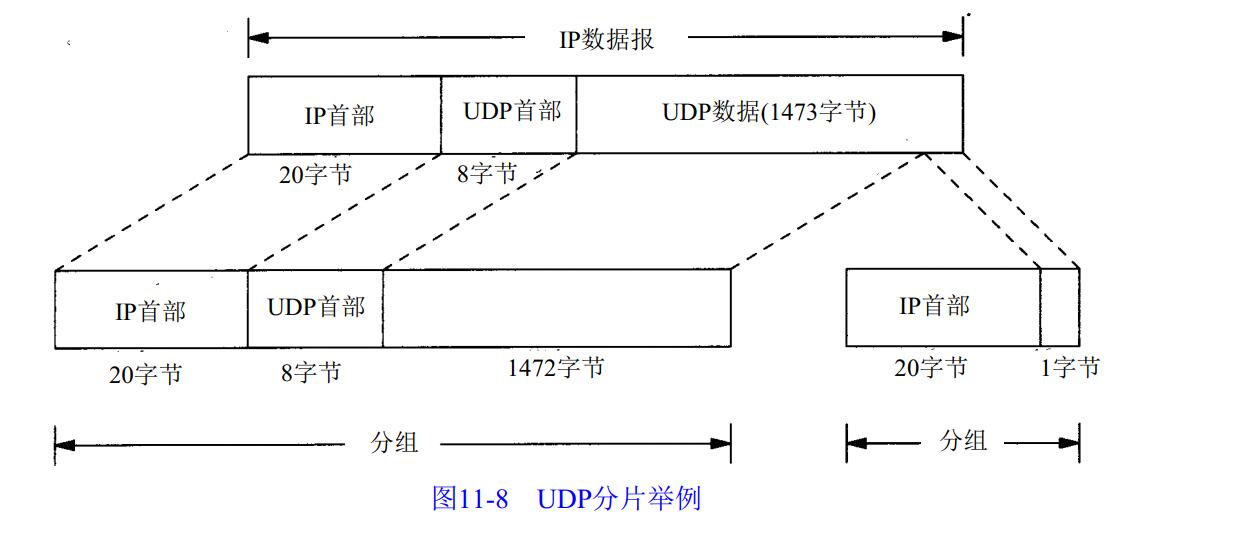 IP数据报
IP首部 UDP首部 UDP数据(1473字节)
20字节 8字节
IP首部 UDP首部 IP首部
20字节 8字节 1472字节 20字节 1字节
分组 分组
图11-8 UDP分片举例